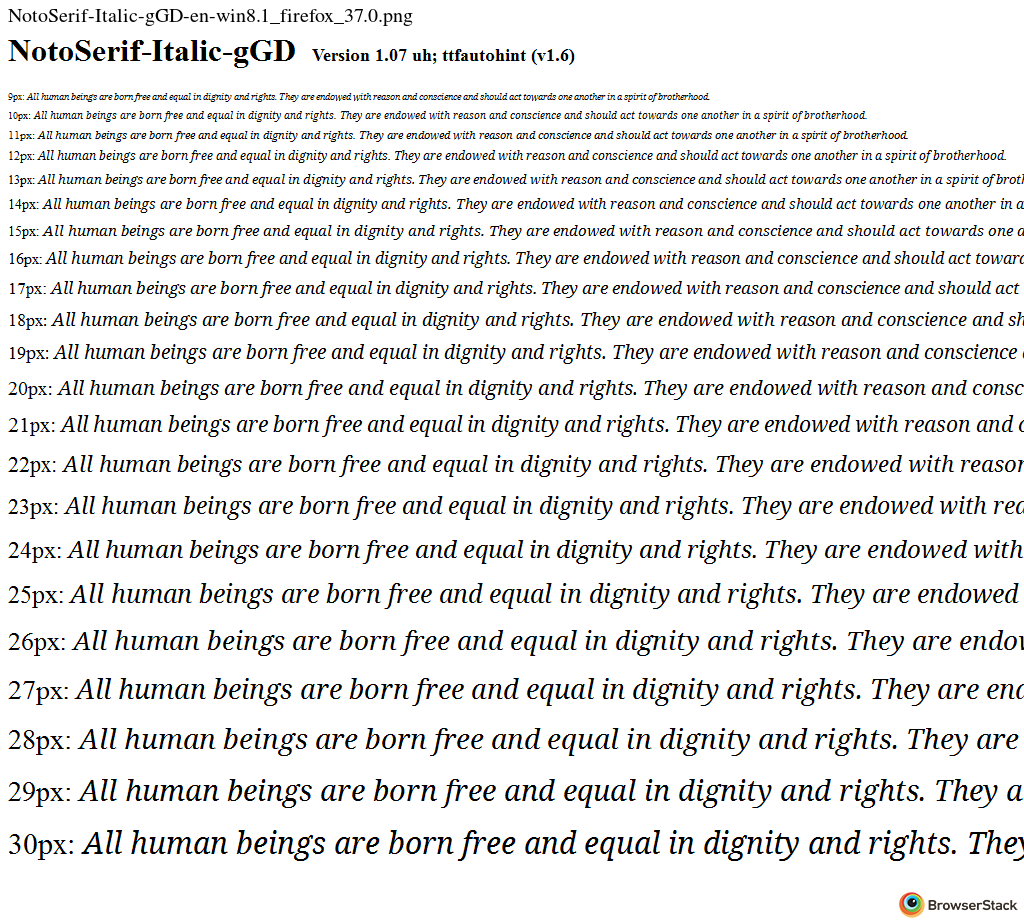 NotoSerif-Italic-gGD-en-win8.1_firefox_37.0.png
NotoSerif-Italic-gGD Version 1.07 uh; ttfautohint (v1.6)
9px: All human beings are born free and equal in dignity and rights. They are endowed with reason and conscience and should act towards one another in a spirit of brotherhood.
10px: All human beings are born free and equal in dignity and rights. They are endowed with reason and conscience and should act towards one another in a spirit of brotherhood.
11px: All human beings are born free and equal in dignity and rights. They are endowed with reason and conscience and should act towards one another in a spirit of brotherhood.
12px: All human beings are born free and equal in dignity and rights. They are endowed with reason and conscience and should act towards one another in a spirit of brotherhood.
13px: All human beings are born free and equal in dignity and rights. They are endowed with reason and conscience and should act towards one another in a spirit of broth
14px: All human beings are born free and equal in dignity and rights. They are endowed with reason and conscience and should act towards one another in a
15px: All human beings are born free and equal in dignity and rights. They are endowed with reason and conscience and should act towards one a
16px: All human beings are born free and equal in dignity and rights. They are endowed with reason and conscience and should act toward
17px: All human beings are born free and equal in dignity and rights. They are endowed with reason and conscience and should act
18px: All human beings are born free and equal in dignity and rights. They are endowed with reason and conscience and sh
19px: All human beings are born free and equal in dignity and rights. They are endowed with reason and conscience
20px: All human beings are born free and equal in dignity and rights. They are endowed with reason and consc
21px: All human beings are born free and equal in dignity and rights. They are endowed with reason and c
22px: All human beings are born free and equal in dignity and rights. They are endowed with reason
23px: All human beings are born free and equal in dignity and rights. They are endowed with rea
24px: All human beings are born free and equal in dignity and rights. They are endowed with
25px: All human beings are born free and equal in dignity and rights. They are endowed
26px: All human beings are born free and equal in dignity and rights. They are endow
27px: All human beings are born free and equal in dignity and rights. They are end
28px: All human beings are born free and equal in dignity and rights. They are
29px: All human beings are born free and equal in dignity and rights. They a
30px: All human beings are born free and equal in dignity and rights. They
BrowserStack